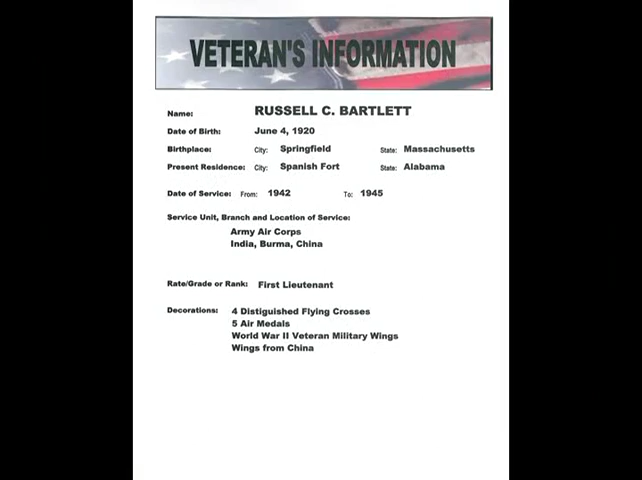 VETERAN'S INFORMATION
Name: RUSSELL C. BARTLETT
Date of Birth: June 4, 1920
Birthplace: City: Springfield State: Massachusetts
Present Residence: City: Spanish Fort State: Alabama
Date of Service: From: 1942 To: 1945
Service Unit, Branch and Location of Service:
Army Air Corps
India, Burma, China
Rate/Grade or Rank: First Lieutenant
Decorations: 4 Distiguished Flying Crosses
5 Air Medals
World War II Veteran Military Wings
Wings from China